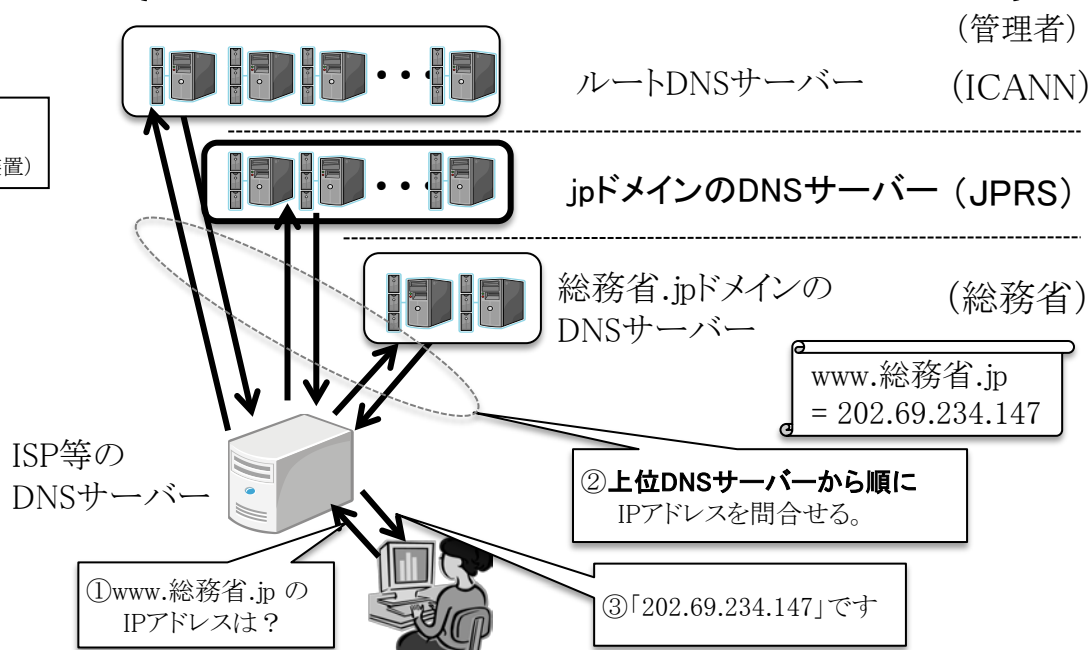 (管理者)
ルートDNSサーバー (ICANN)
置)
jpドメインのDNSサーバー (JPRS)
総務省.jpドメインの
DNSサーバー
(総務省)
www.総務省.jp
= 202.69.234.147
ISP等の
DNSサーバー
②上位DNSサーバーから順に
IPアドレスを問合せる。
①www.総務省.jp の
IPアドレスは？
③「202.69.234.147」です